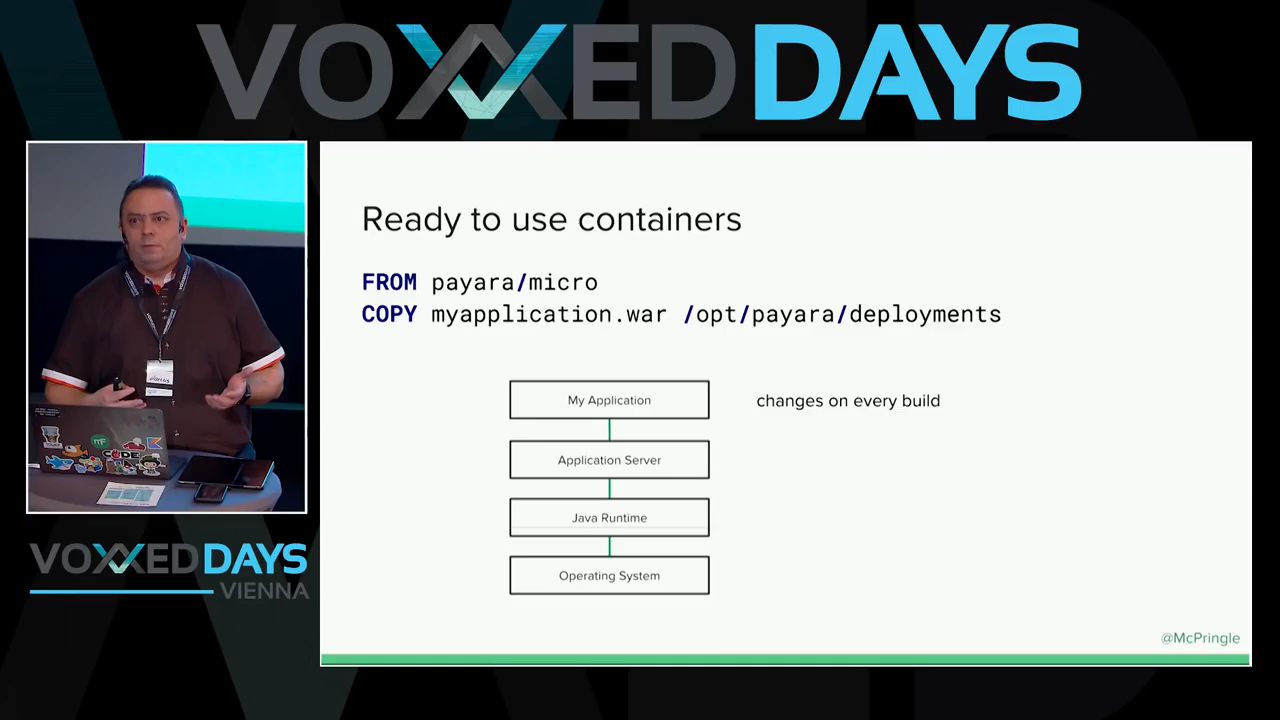 VOXXED DAYS
Ready to use containers
FROM payara/micro
COPY myapplication.war /opt/payara/deployments
My Application
changes on every build
Application Server
Java Runtime
Operating System
@McPringle
VOXXED DAYS
VIENNA